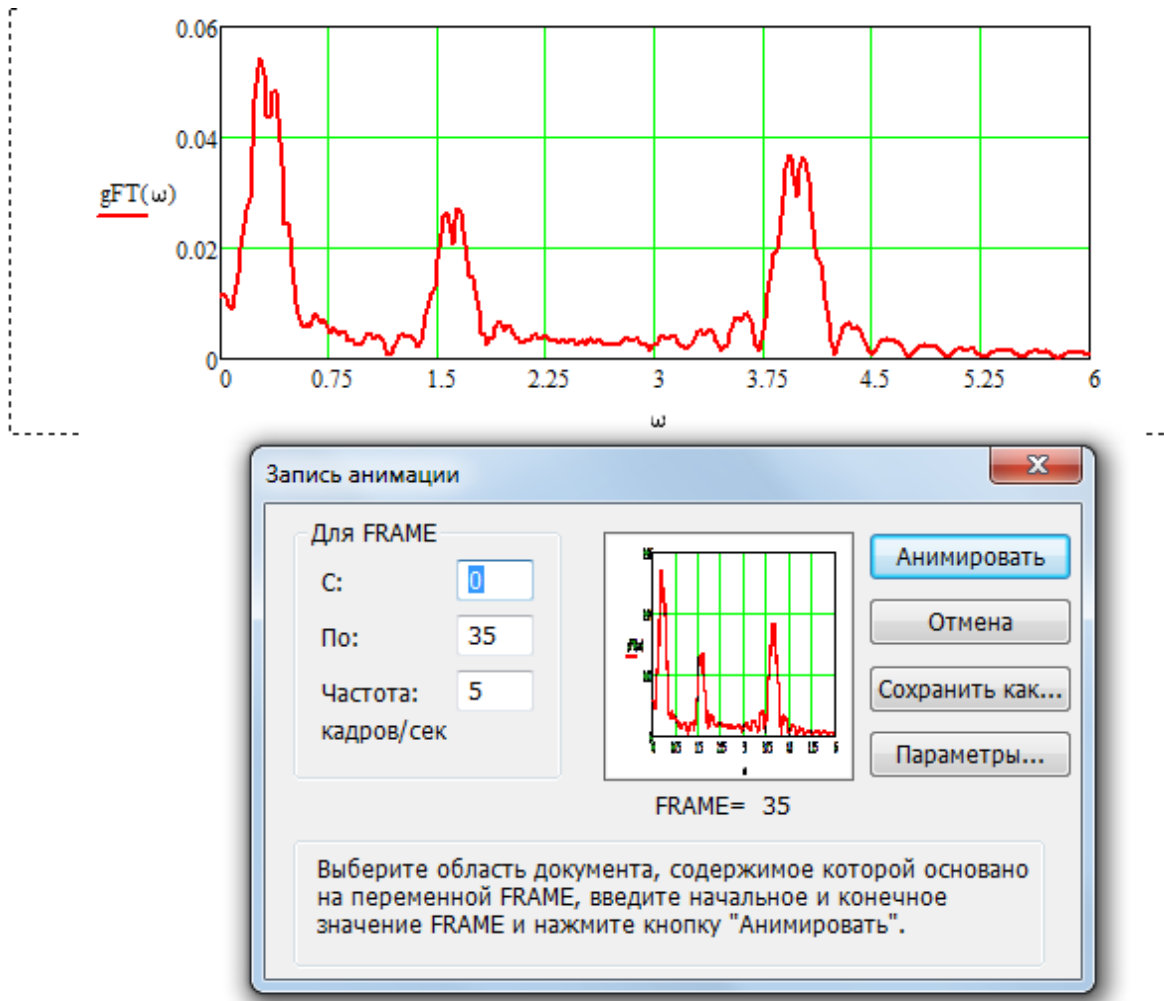 0.06
0.04
gFT(ω)
0.02
0
0 0.75 1.5 2.25 3 3.75 4.5 5.25 6
ω
Запись анимации
Для FRAME
С: 0
По: 35
Частота: 5
кадров/сек
Анимировать
Отмена
Сохранить как...
Параметры...
FRAME= 35
Выберите область документа, содержимое которой основано
на переменной FRAME, введите начальное и конечное
значение FRAME и нажмите кнопку "Анимировать".